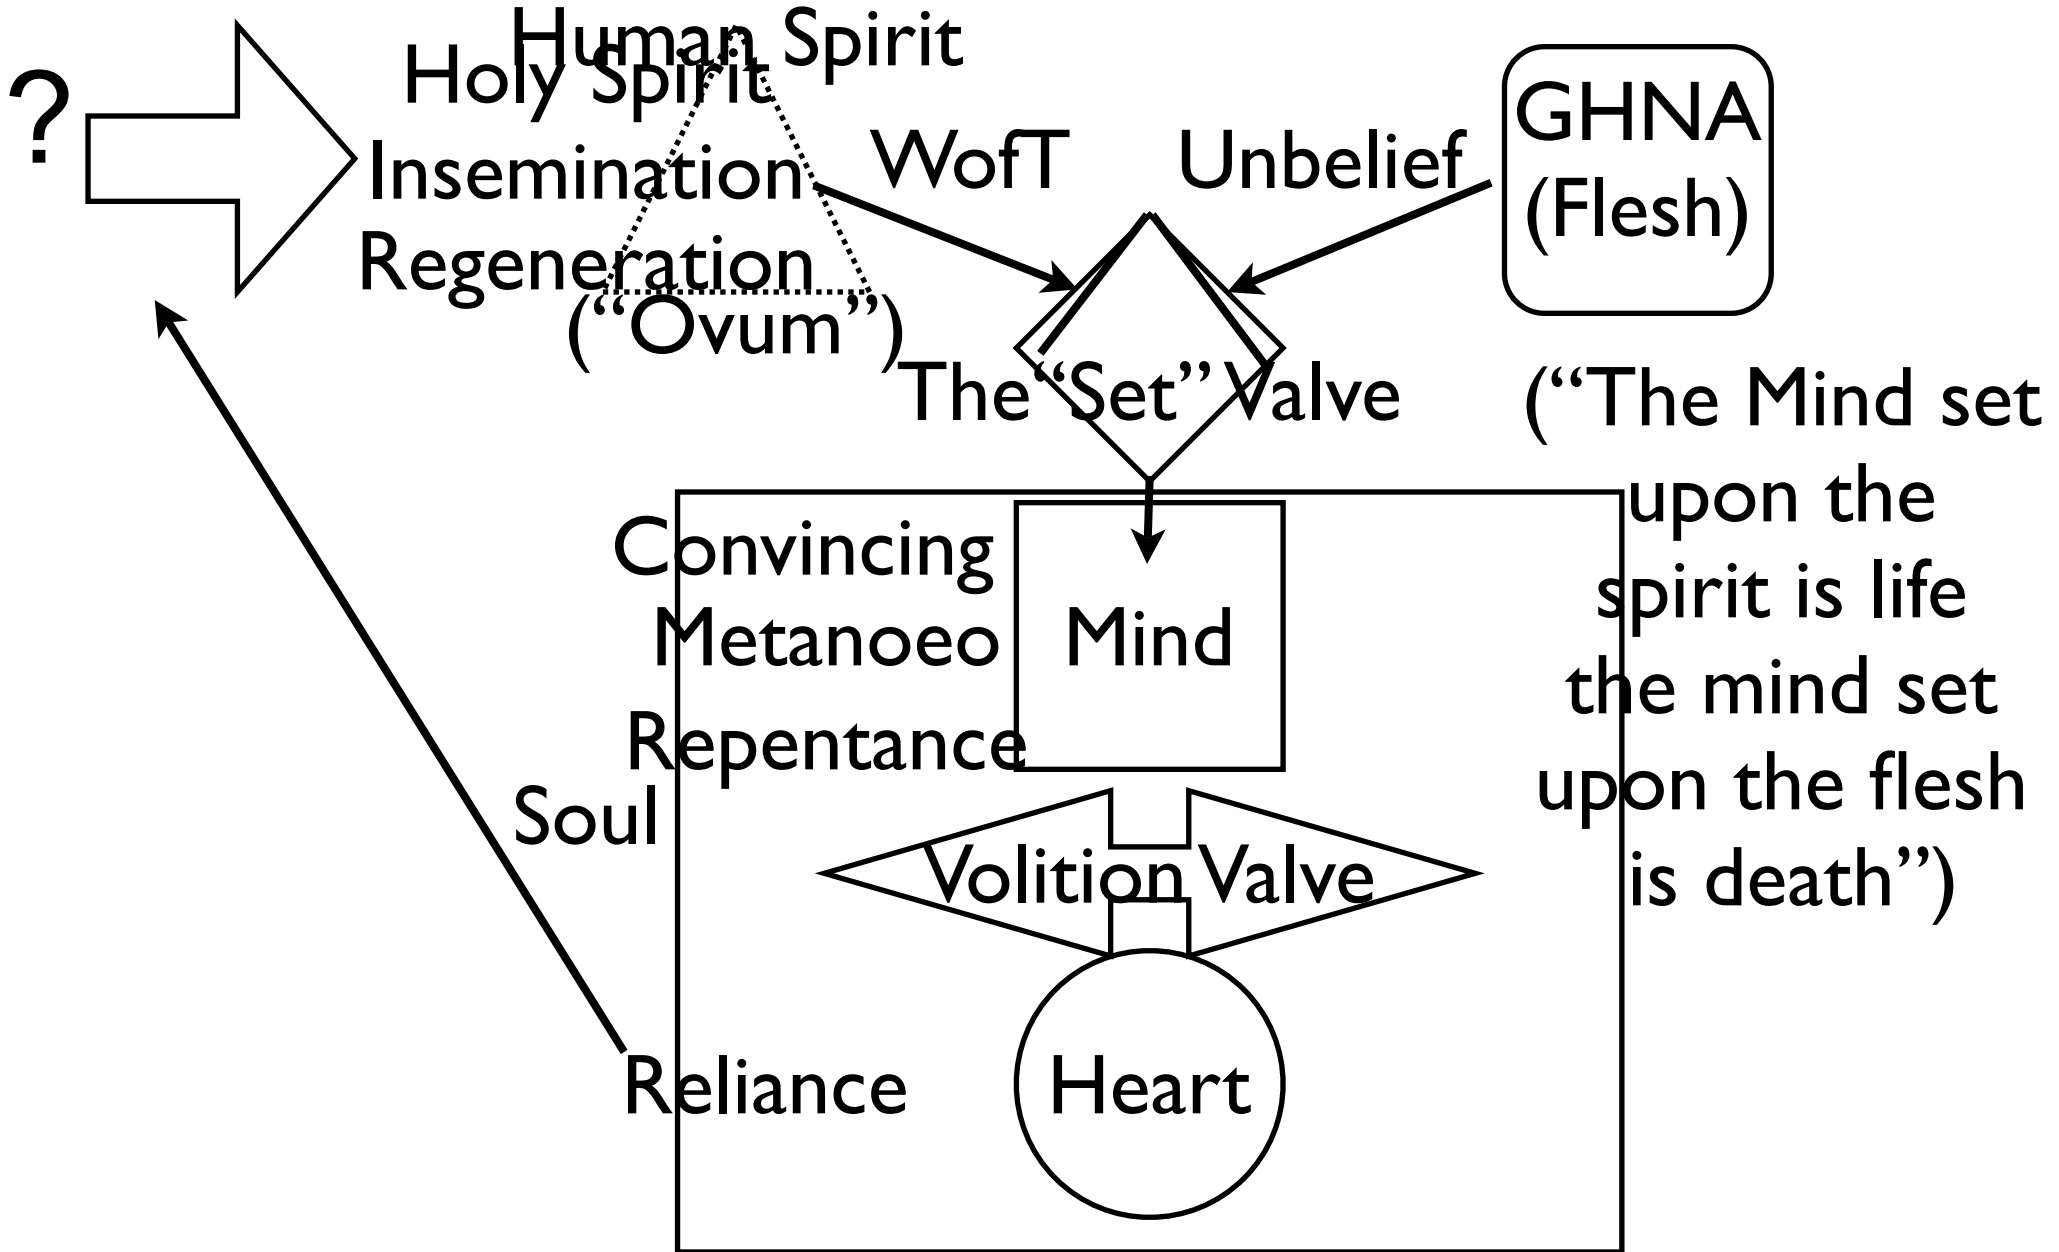 ?
Human Spirit
Holy Spirit
Insemination
Regeneration
(“Ovum”)
WofT
Unbelief
GHNA
(Flesh)
The “Set” Valve
(“The Mind set
upon the
spirit is life
the mind set
upon the flesh
is death”)
Convincing
Metanoeo
Repentance
Mind
Soul
Volition Valve
Reliance
Heart